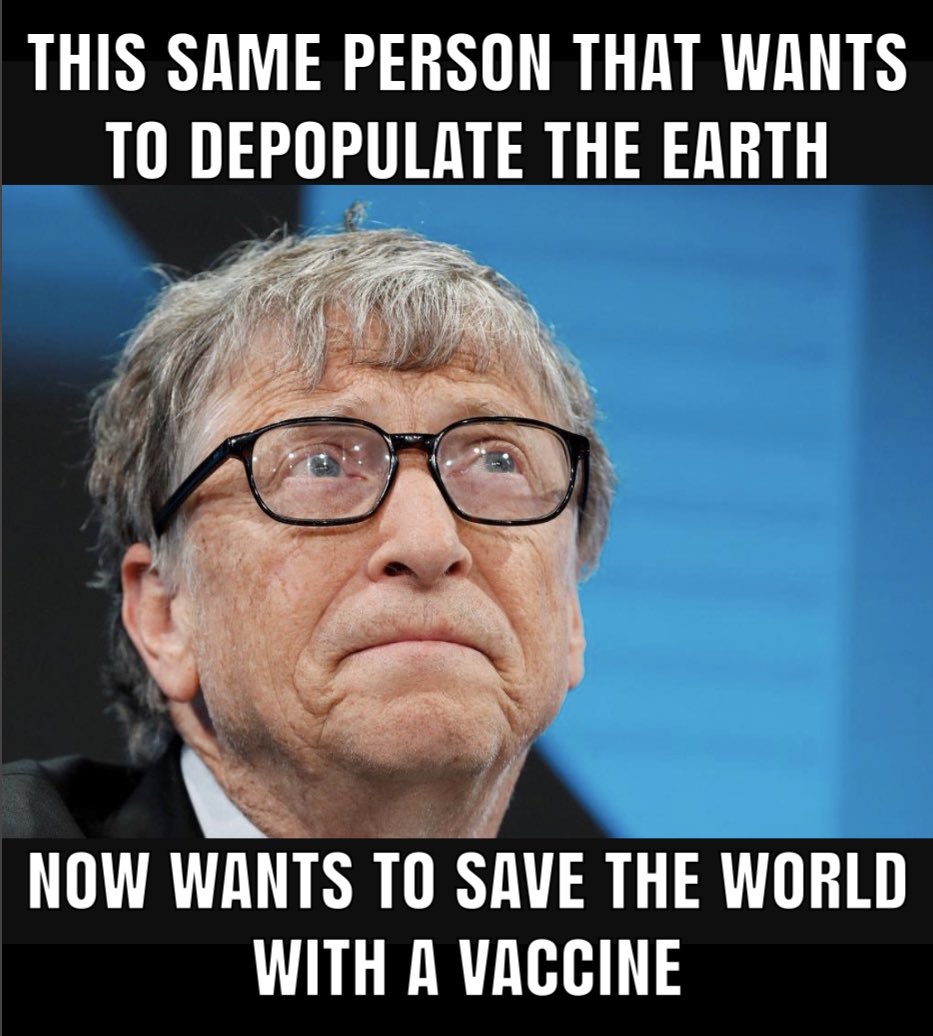 THIS SAME PERSON THAT WANTS
TO DEPOPULATE THE EARTH
NOW WANTS TO SAVE THE WORLD
WITH A VACCINE